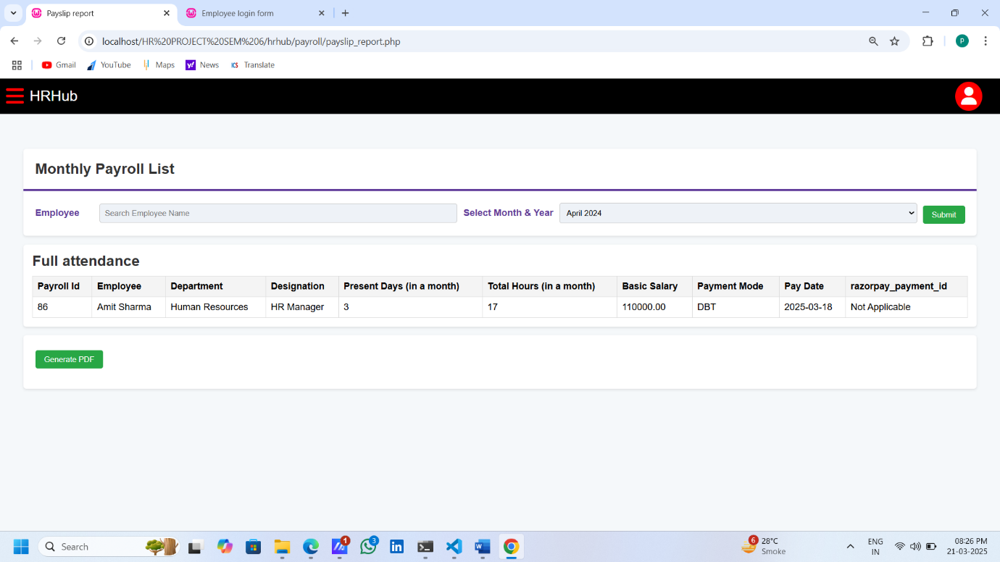 Payslip report
Employee login form
localhost/HR%20PROJECT%20SEM%206/hrhub/payroll/payslip_report.php
P
Gmail YouTube Maps y! News ICS Translate
HRHub
Monthly Payroll List
Employee Search Employee Name Select Month & Year April 2024 Submit
Full attendance
Payroll Id Employee Department Designation Present Days (in a month) Total Hours (in a month) Basic Salary Payment Mode Pay Date razorpay_payment_id
86 Amit Sharma Human Resources HR Manager 3 17 110000.00 DBT 2025-03-18 Not Applicable
Generate PDF
Search
1
3
in
W
6
28°C
Smoke
ENG
IN
08:26 PM
21-03-2025